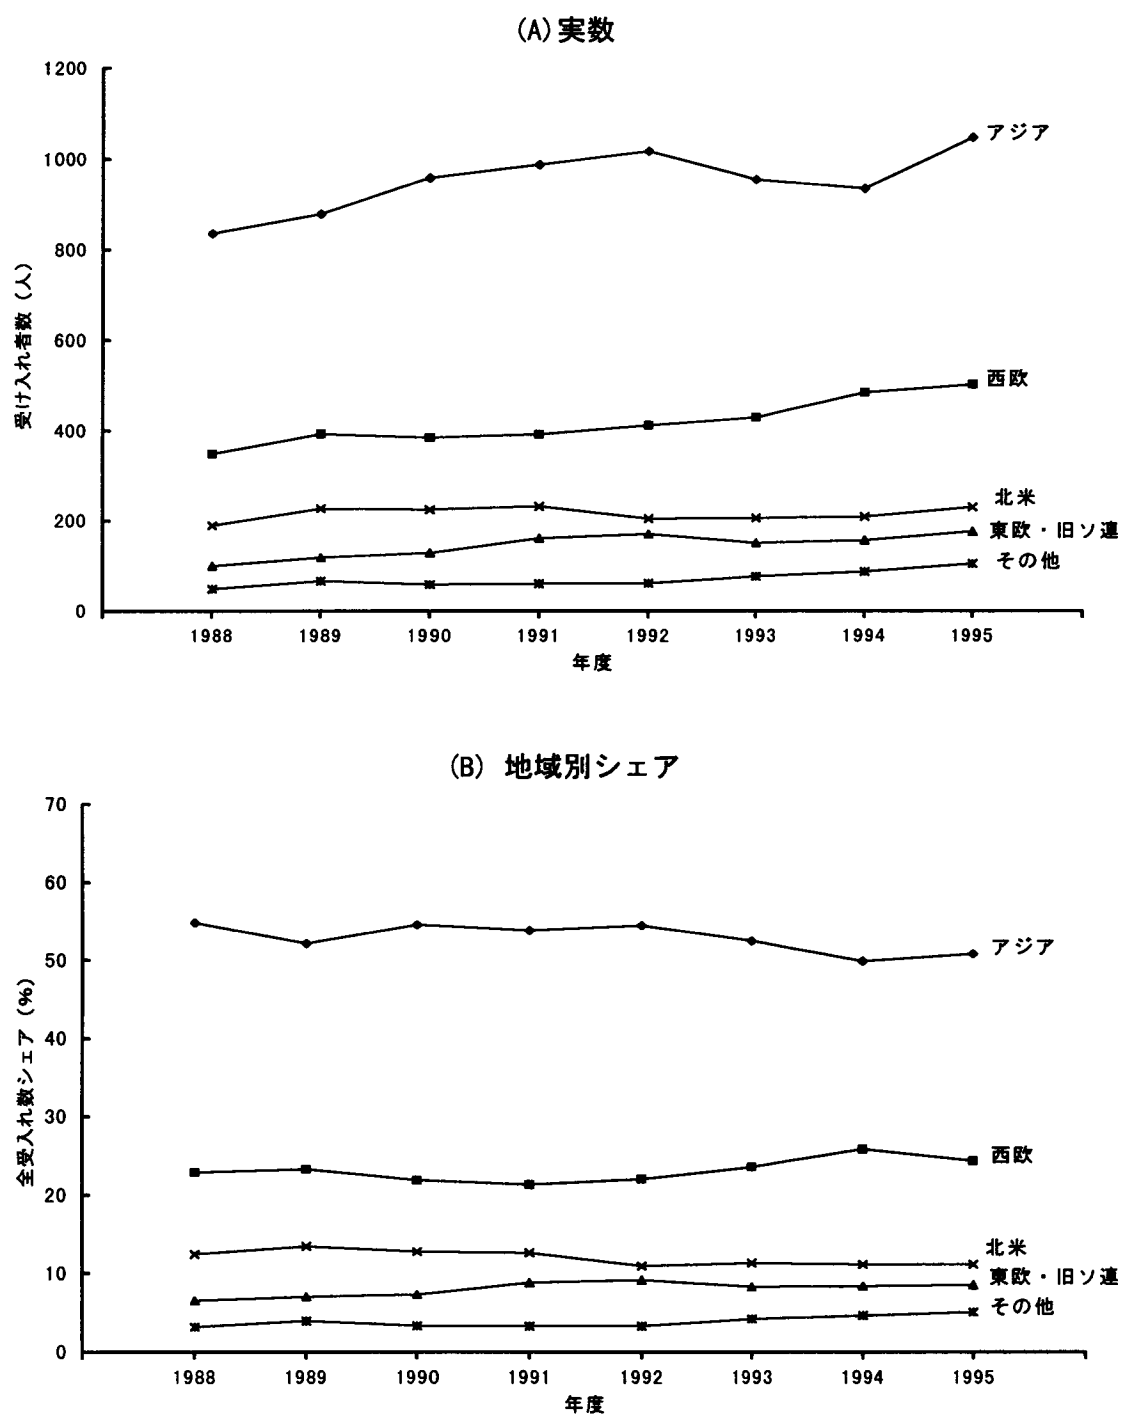 (A)実数
1200
1000
800
600
400
200
0
受け入れ者数(人)
アジア
西欧
北米
東欧・旧ソ連
その他
1988 1989 1990 1991 1992 1993 1994 1995
年度
(B) 地域別シェア
70
60
50
40
30
20
10
0
全受入れ数シェア(%)
アジア
西欧
北米
東欧・旧ソ連
その他
1988 1989 1990 1991 1992 1993 1994 1995
年度